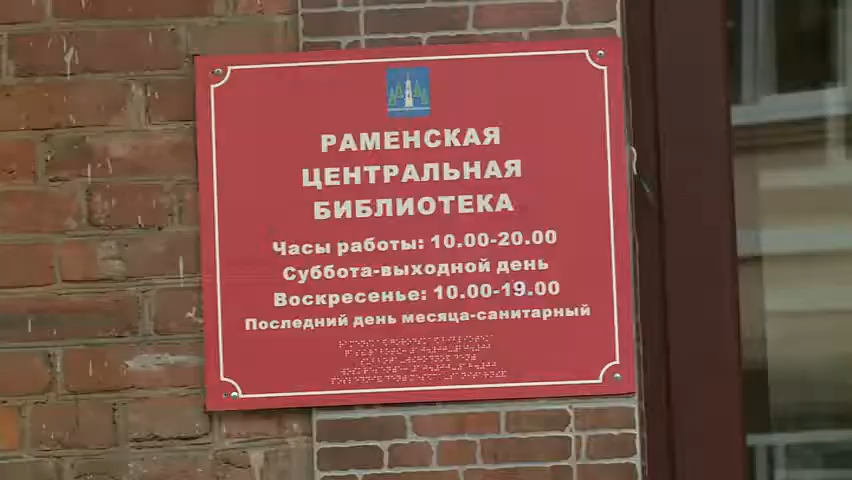 РАМЕНСКАЯ
ЦЕНТРАЛЬНАЯ
БИБЛИОТЕКА
Часы работы: 10.00-20.00
Суббота-выходной день
Воскресенье: 10.00-19.00
Последний день месяца-санитарный